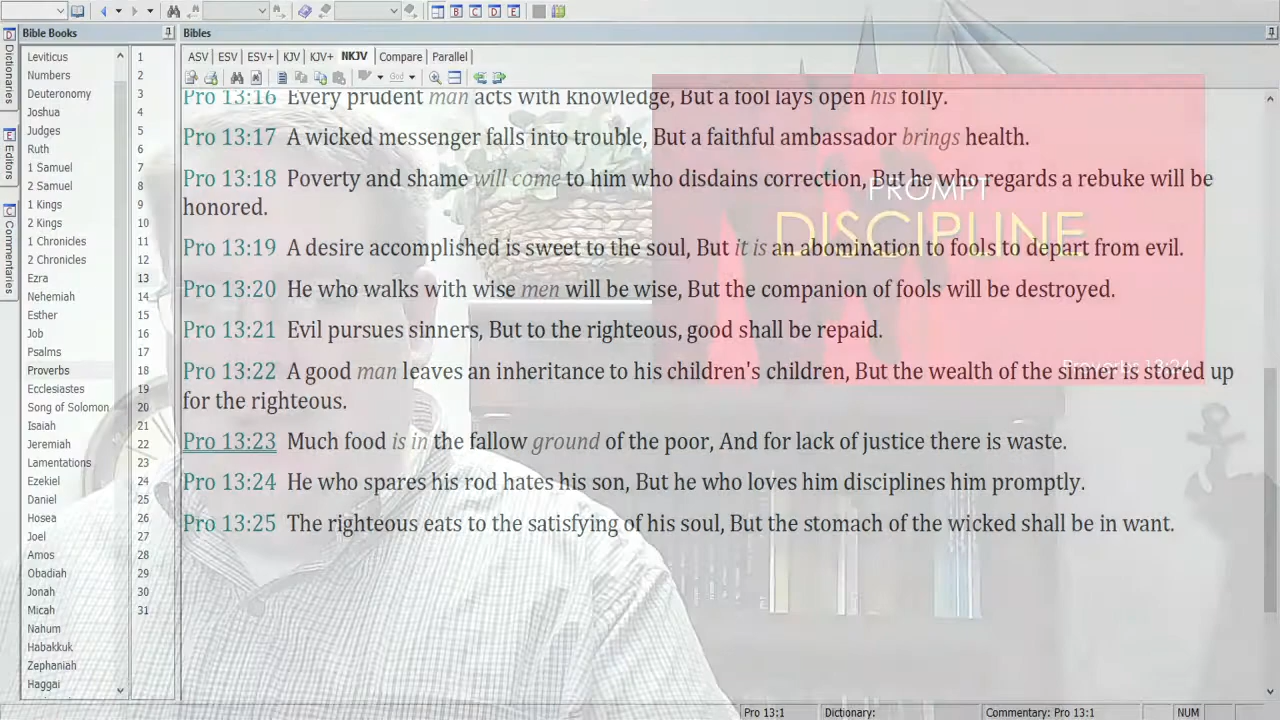 Bible Books
Bibles
Dictionaries
Editors
Commentaries
ASV ESV ESV+ KJV KJV+ NKJV Compare Parallel
B C D E
God
Leviticus
Numbers
Deuteronomy
Joshua
Judges
Ruth
1 Samuel
2 Samuel
1 Kings
2 Kings
1 Chronicles
2 Chronicles
Ezra
Nehemiah
Esther
Job
Psalms
Proverbs
Ecclesiastes
Song of Solomon
Isaiah
Jeremiah
Lamentations
Ezekiel
Daniel
Hosea
Joel
Amos
Obadiah
Jonah
Micah
Nahum
Habakkuk
Zephaniah
Haggai
1
2
3
4
5
6
7
8
9
10
11
12
13
14
15
16
17
18
19
20
21
22
23
24
25
26
27
28
29
30
31
Pro 13:16 Every prudent man acts with knowledge, But a fool lays open his folly.
Pro 13:17 A wicked messenger falls into trouble, But a faithful ambassador brings health.
Pro 13:18 Poverty and shame will come to him who disdains correction, But he who regards a rebuke will be
honored.
Pro 13:19 A desire accomplished is sweet to the soul, But it is an abomination to fools to depart from evil.
Pro 13:20 He who walks with wise men will be wise, But the companion of fools will be destroyed.
Pro 13:21 Evil pursues sinners, But to the righteous, good shall be repaid.
Pro 13:22 A good man leaves an inheritance to his children's children, But the wealth of the sinner is stored up
for the righteous.
Pro 13:23 Much food is in the fallow ground of the poor, And for lack of justice there is waste.
Pro 13:24 He who spares his rod hates his son, But he who loves him disciplines him promptly.
Pro 13:25 The righteous eats to the satisfying of his soul, But the stomach of the wicked shall be in want.
PROMPT
DISCIPLINE
Proverbs 13:24
Pro 13:1 Dictionary: Commentary: Pro 13:1 NUM